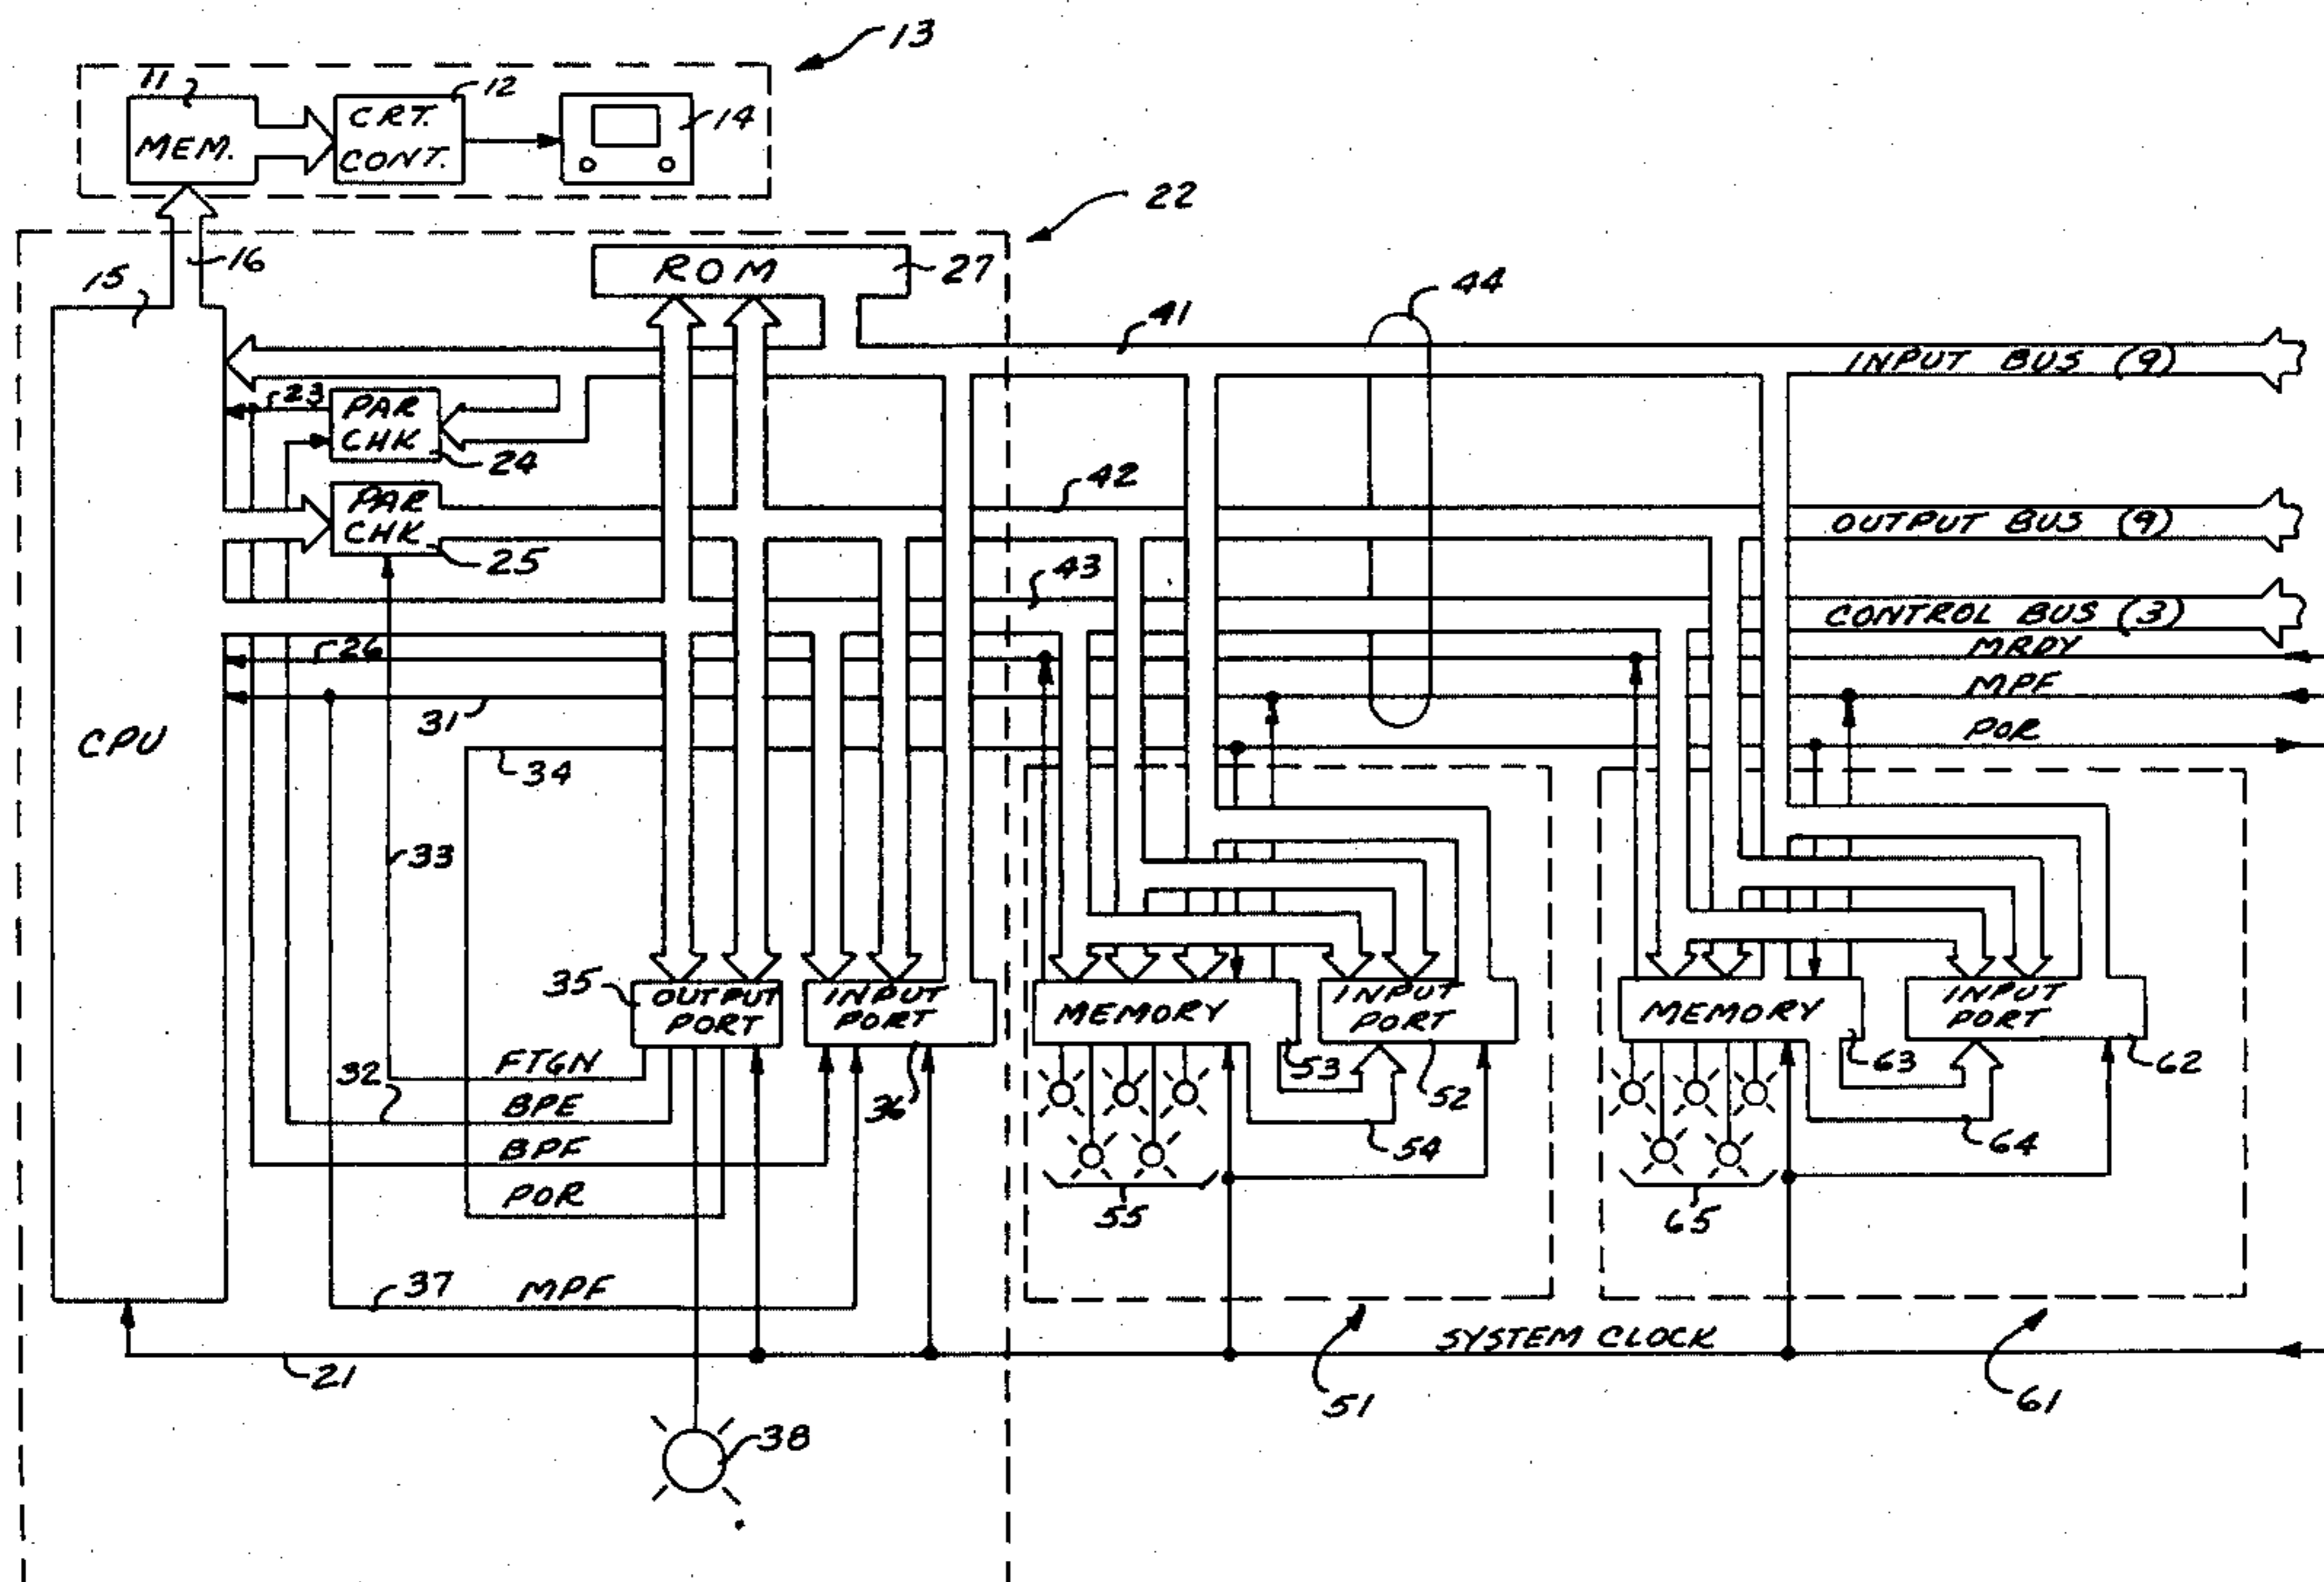 13
11
12
CRT.
CONT.
14
MEM.
22
16
15
ROM
27
44
41
INPUT BUS (9)
23
PAR
CHK
24
42
PAR
CHK
25
OUTPUT BUS (9)
43
CONTROL BUS (3)
26
MRDY
31
MPF
CPU
34
POR
33
35
OUTPUT
PORT
INPUT
PORT
MEMORY
INPUT
PORT
MEMORY
INPUT
PORT
FTGN
32
BPE
36
53
52
63
62
BPF
54
64
POR
55
65
37
MPF
SYSTEM CLOCK
21
51
61
38